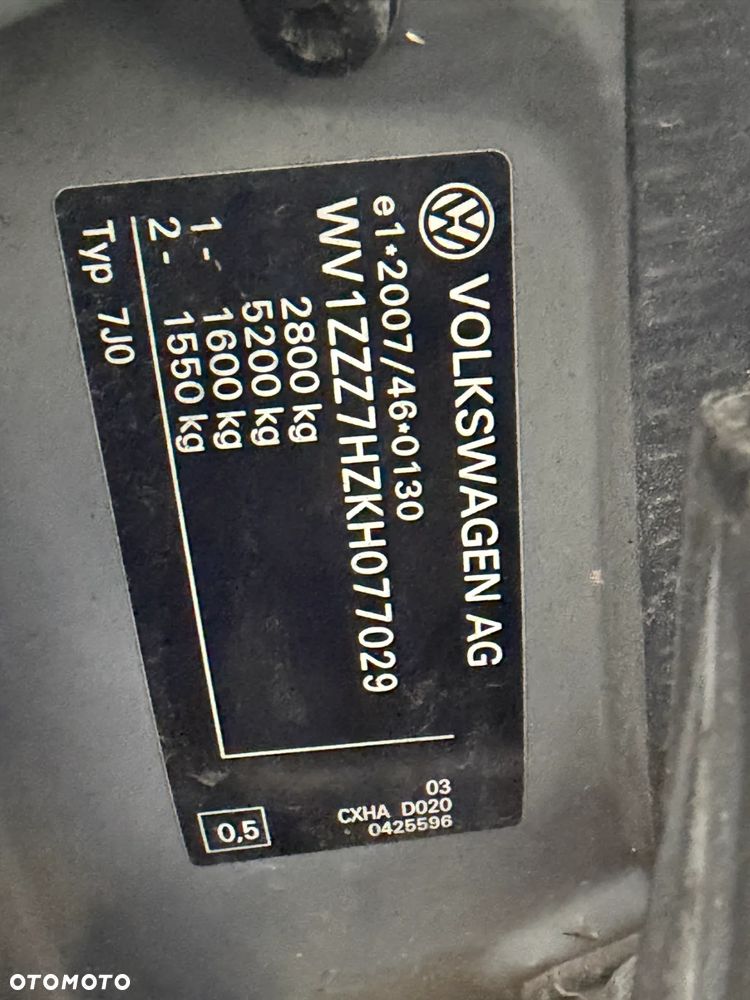 VOLKSWAGEN AG
e1*2007/46*0130
WV1ZZZ7HZKH077029
2800 kg
5200 kg
1 - 1600 kg
2 - 1550 kg
Typ 7J0
03
CXHA D020
0425596
0,5
OTOMOTO